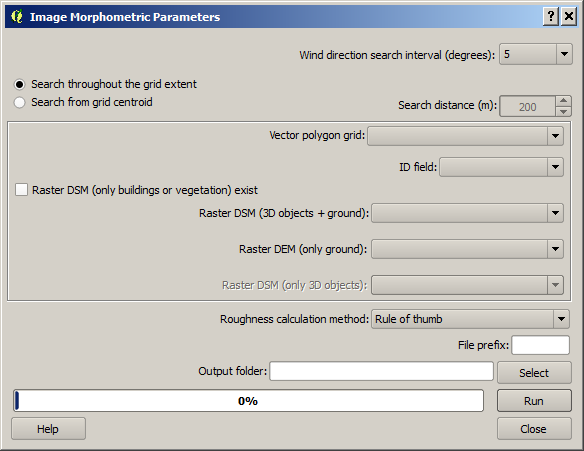 Image Morphometric Parameters
Wind direction search interval (degrees): 5
Search throughout the grid extent
Search from grid centroid
Search distance (m): 200
Vector polygon grid:
ID field:
Raster DSM (only buildings or vegetation) exist
Raster DSM (3D objects + ground):
Raster DEM (only ground):
Raster DSM (only 3D objects):
Roughness calculation method: Rule of thumb
File prefix:
Output folder: Select
0% Run
Help Close